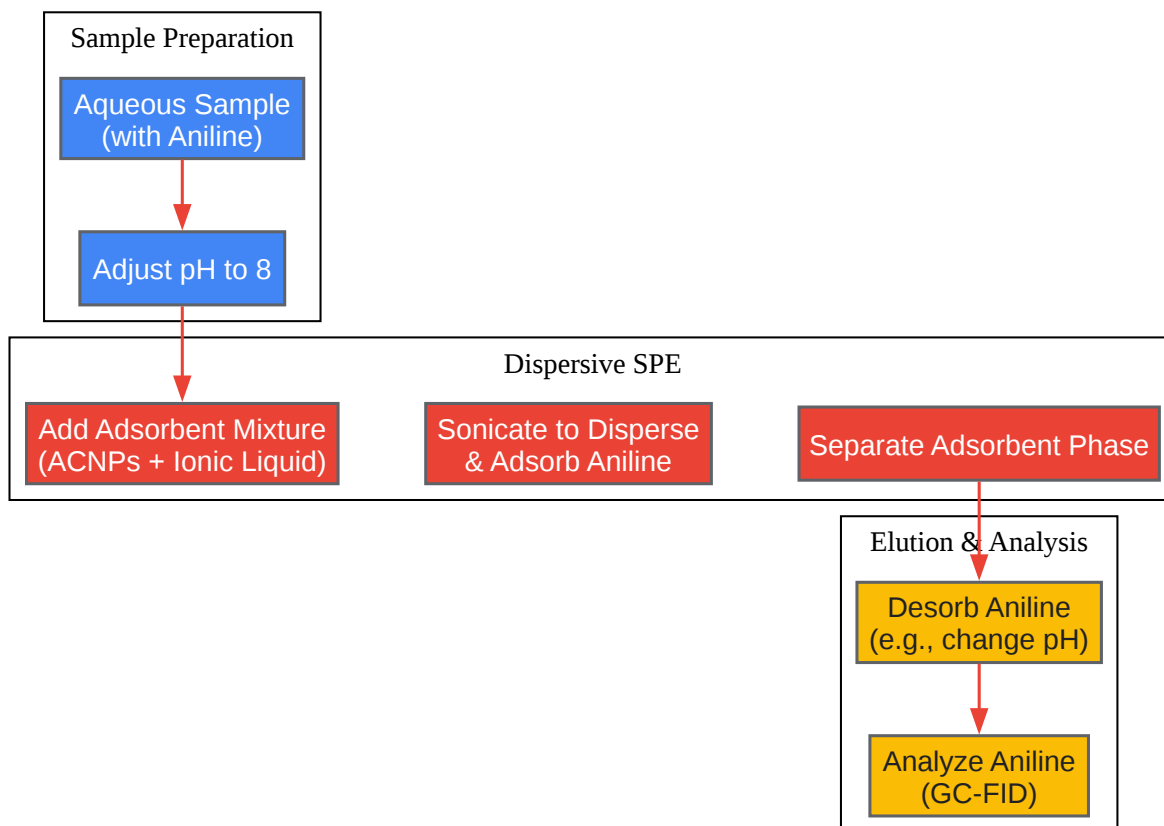 Sample Preparation
Aqueous Sample
(with Aniline)
Adjust pH to 8
Dispersive SPE
Add Adsorbent Mixture
(ACNPs + Ionic Liquid)
Sonicate to Disperse
& Adsorb Aniline
Separate Adsorbent Phase
Elution & Analysis
Desorb Aniline
(e.g., change pH)
Analyze Aniline
(GC-FID)